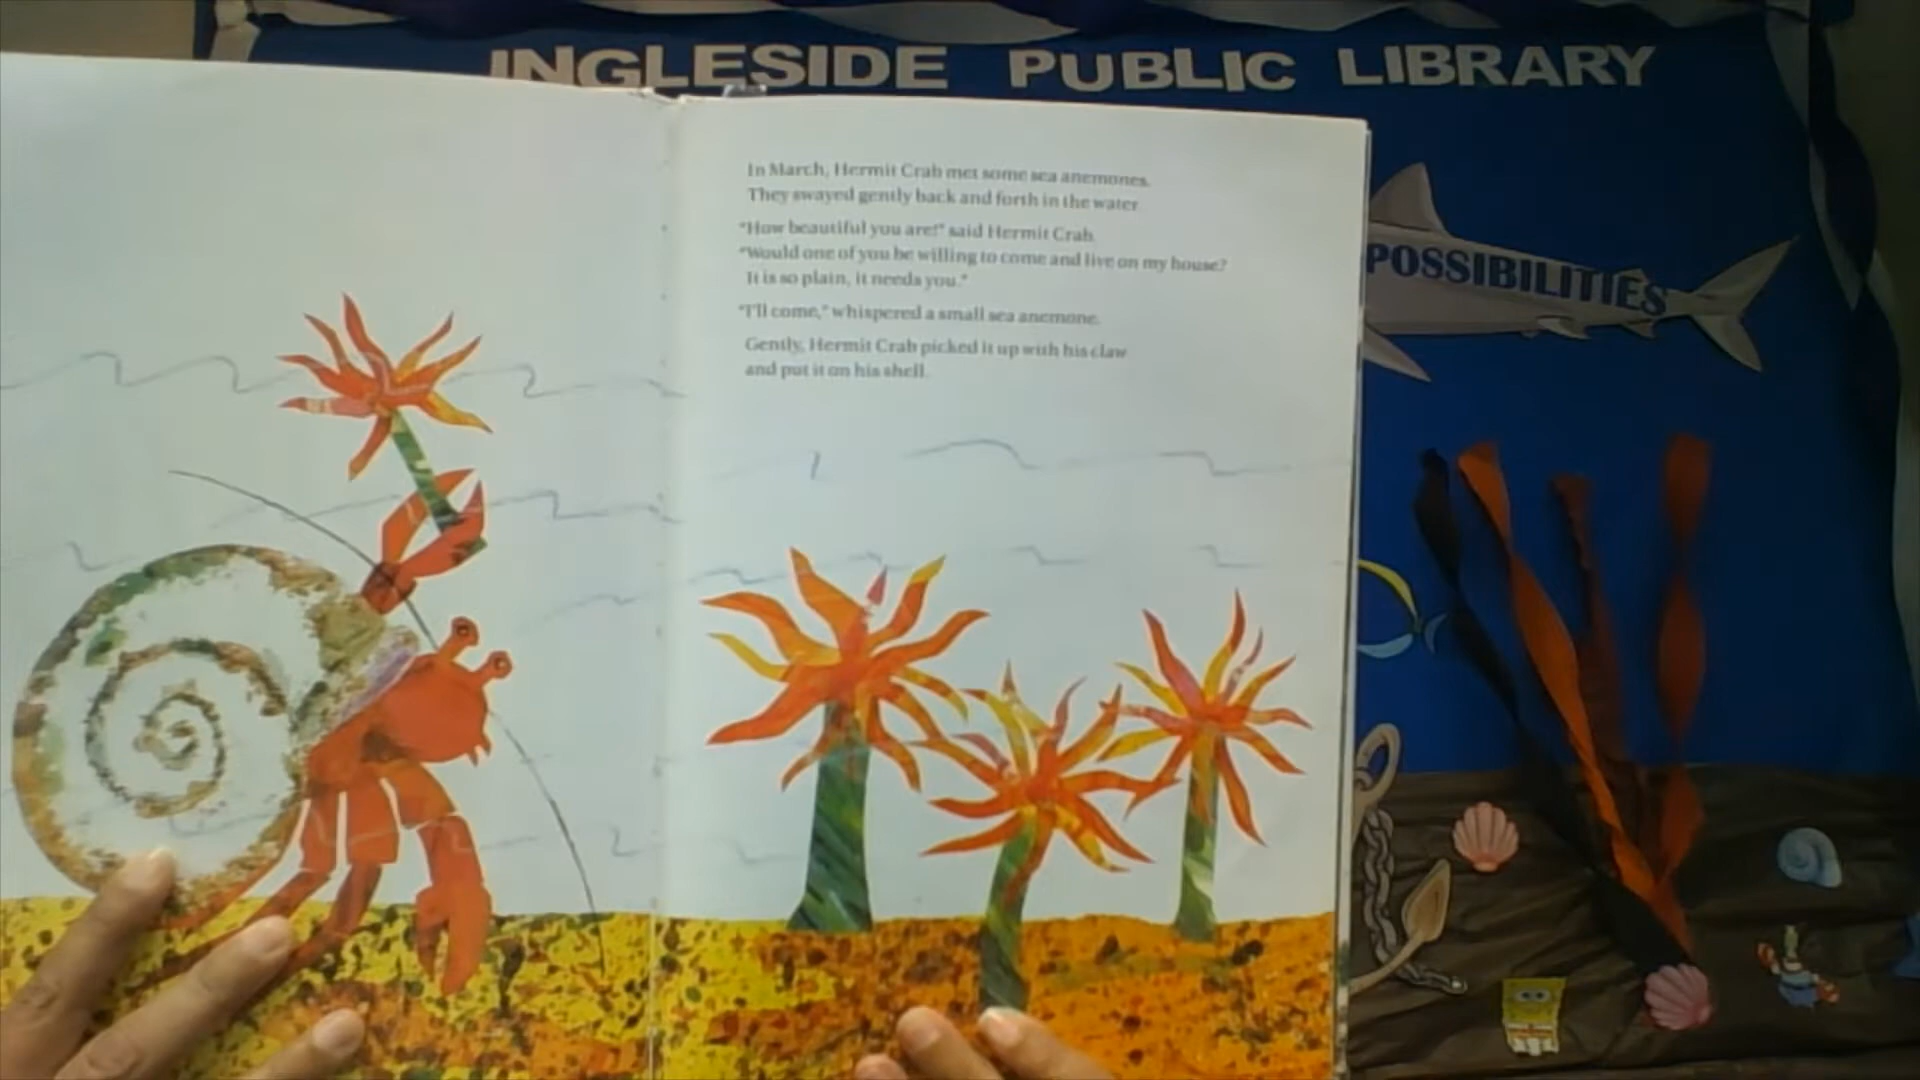 INGLESIDE PUBLIC LIBRARY
In March, Hermit Crab met some sea anemones.
They swayed gently back and forth in the water.
"How beautiful you are!" said Hermit Crab.
"Would one of you be willing to come and live on my house?
It is so plain, it needs you."
"I'll come," whispered a small sea anemone.
Gently, Hermit Crab picked it up with his claw
and put it on his shell.
POSSIBILITIES